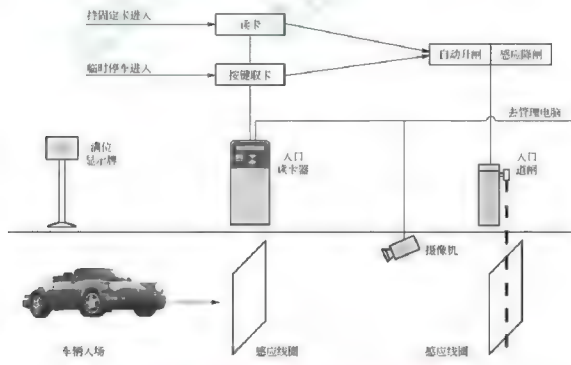 持固定卡进入
读卡
自动开闸
感应降闸
临时停车进入
按键取卡
去管理电脑
满位
显示牌
入口
读卡器
入口
道闸
摄像机
车辆入场
感应线圈
感应线圈